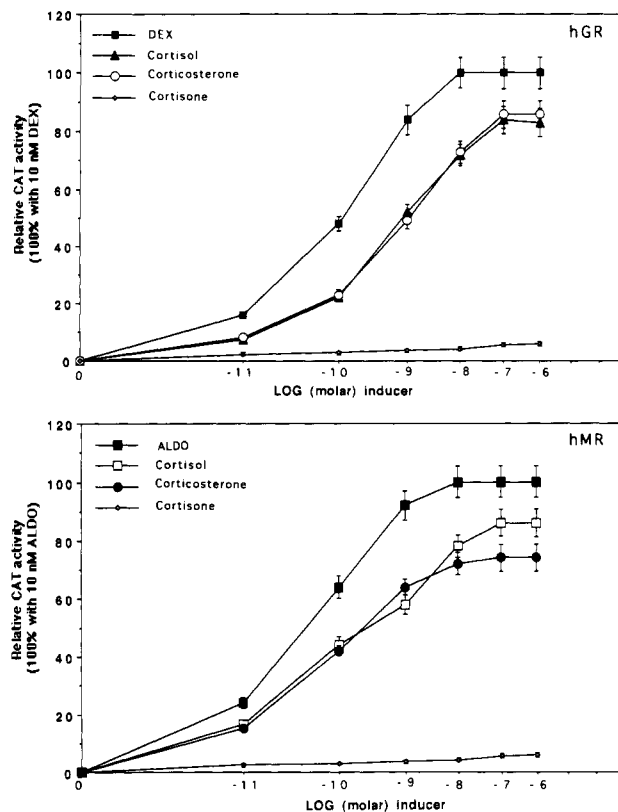 hGR
DEX
Cortisol
Corticosterone
Cortisone
Relative CAT activity
(100% with 10 nM DEX)
120
100
80
60
40
20
0
0 -11 -10 -9 -8 -7 -6
LOG (molar) inducer
hMR
ALDO
Cortisol
Corticosterone
Cortisone
Relative CAT activity
(100% with 10 nM ALDO)
120
100
80
60
40
20
0
0 -11 -10 -9 -8 -7 -6
LOG (molar) inducer